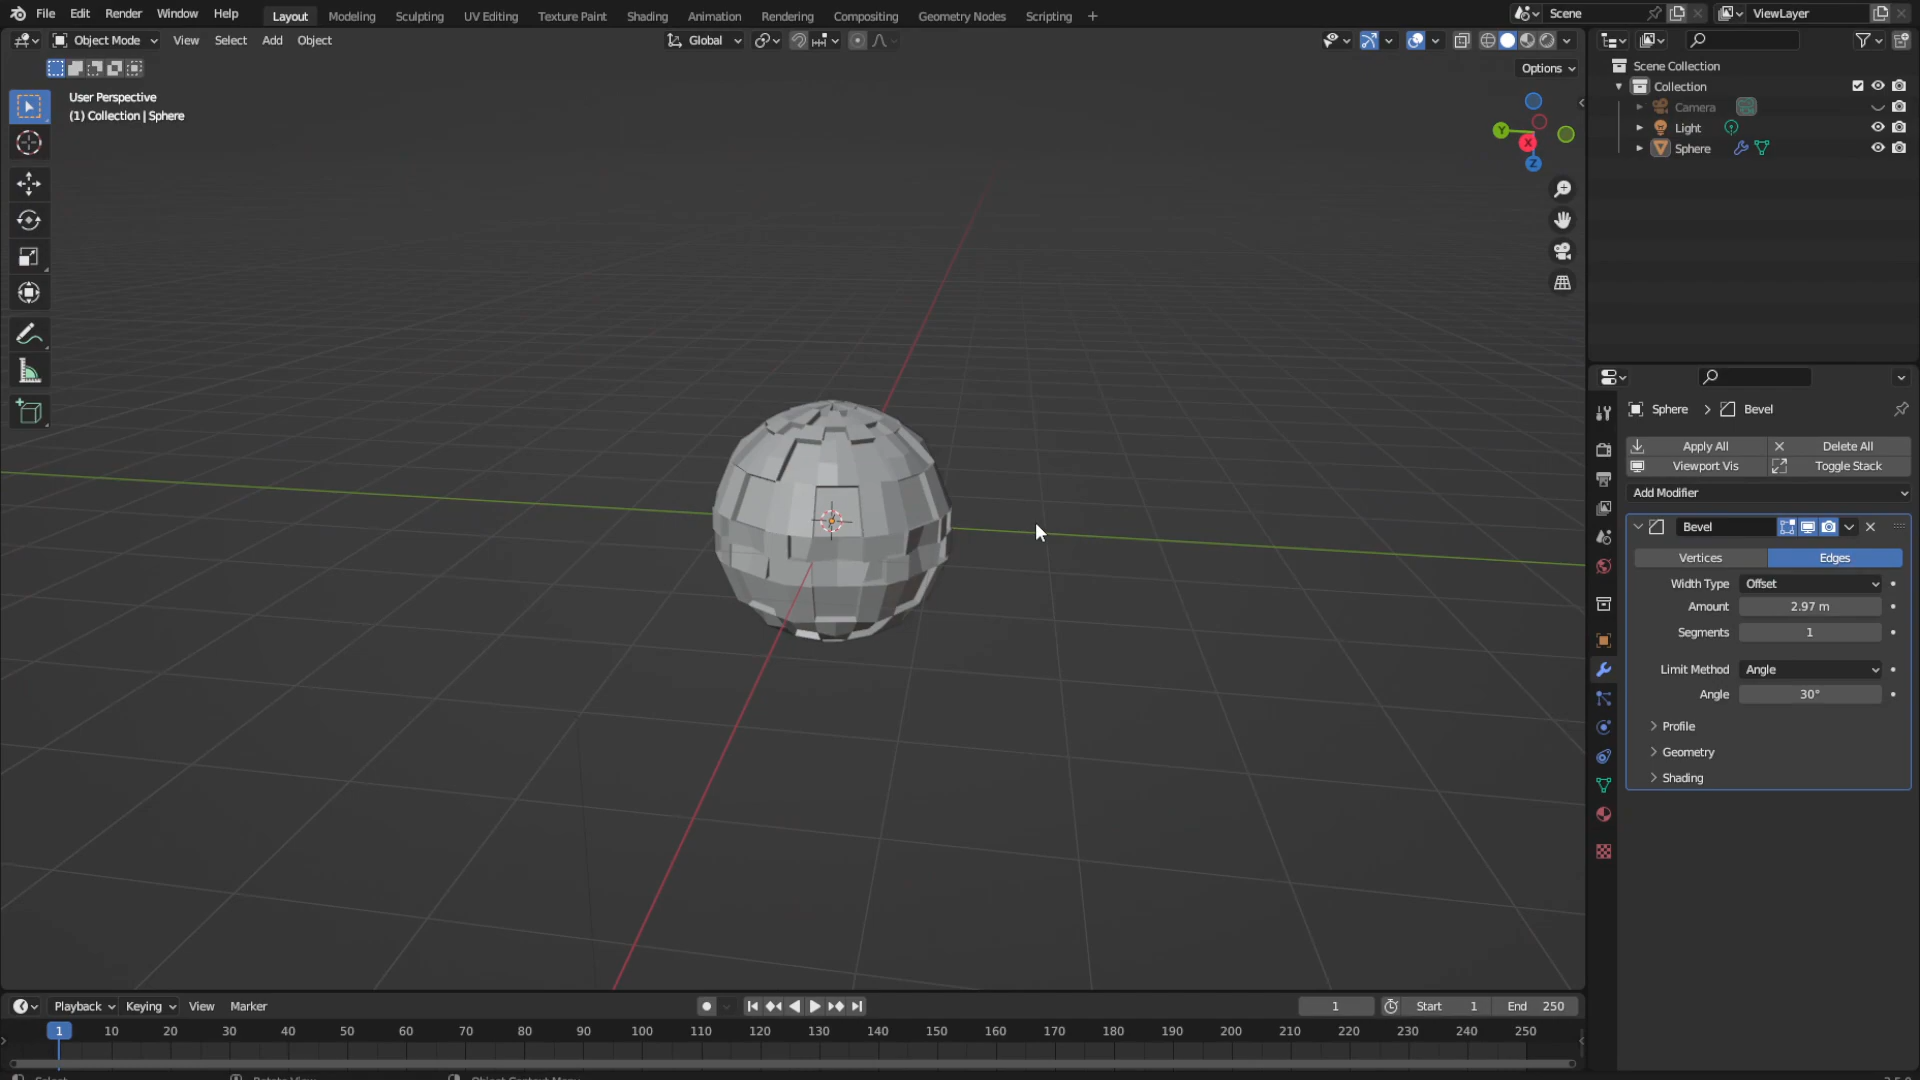 File Edit Render Window Help Layout Modeling Sculpting UV Editing Texture Paint Shading Animation Rendering Compositing Geometry Nodes Scripting + Scene ViewLayer
Object Mode View Select Add Object Global
Options
User Perspective
(1) Collection | Sphere
Y
X
Z
Scene Collection
Collection
Camera
Light
Sphere
Sphere > Bevel
Apply All Delete All
Viewport Vis Toggle Stack
Add Modifier
Bevel
Vertices Edges
Width Type Offset
Amount 2.97 m
Segments 1
Limit Method Angle
Angle 30°
Profile
Geometry
Shading
Playback Keying View Marker 1 Start 1 End 250
1 10 20 30 40 50 60 70 80 90 100 110 120 130 140 150 160 170 180 190 200 210 220 230 240 250